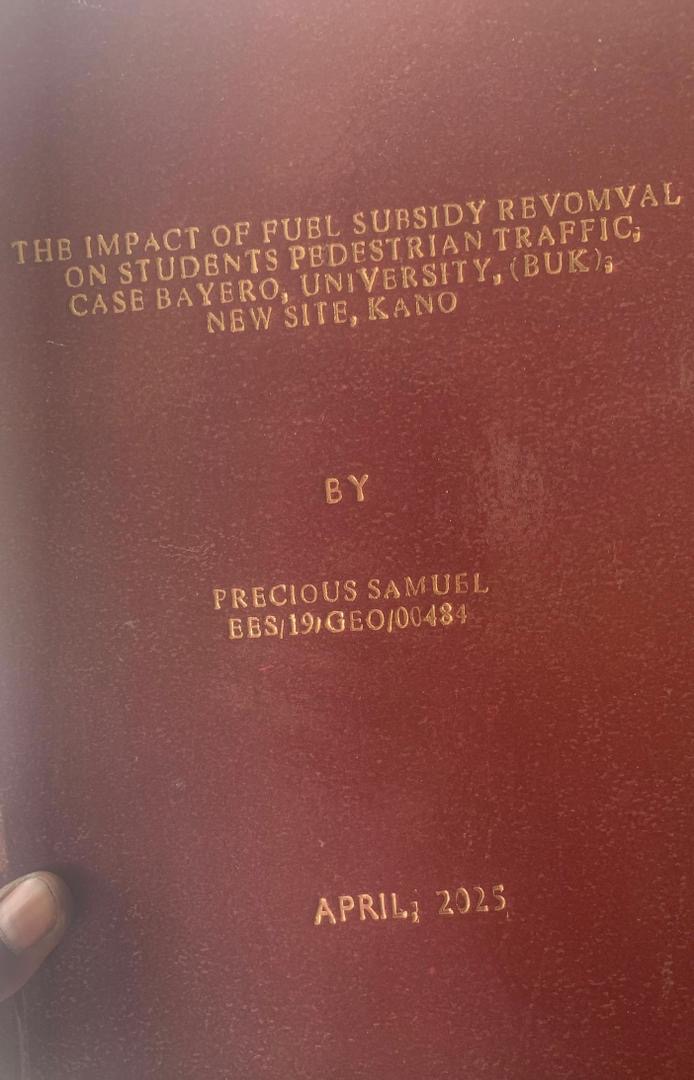 THE IMPACT OF FUEL SUBSIDY REVOMVAL
ON STUDENTS PEDESTRIAN TRAFFIC;
CASE BAYERO, UNIVERSITY, (BUK);
NEW SITE, KANO
BY
PRECIOUS SAMUEL
EES/19/GEO/00484
APRIL; 2025